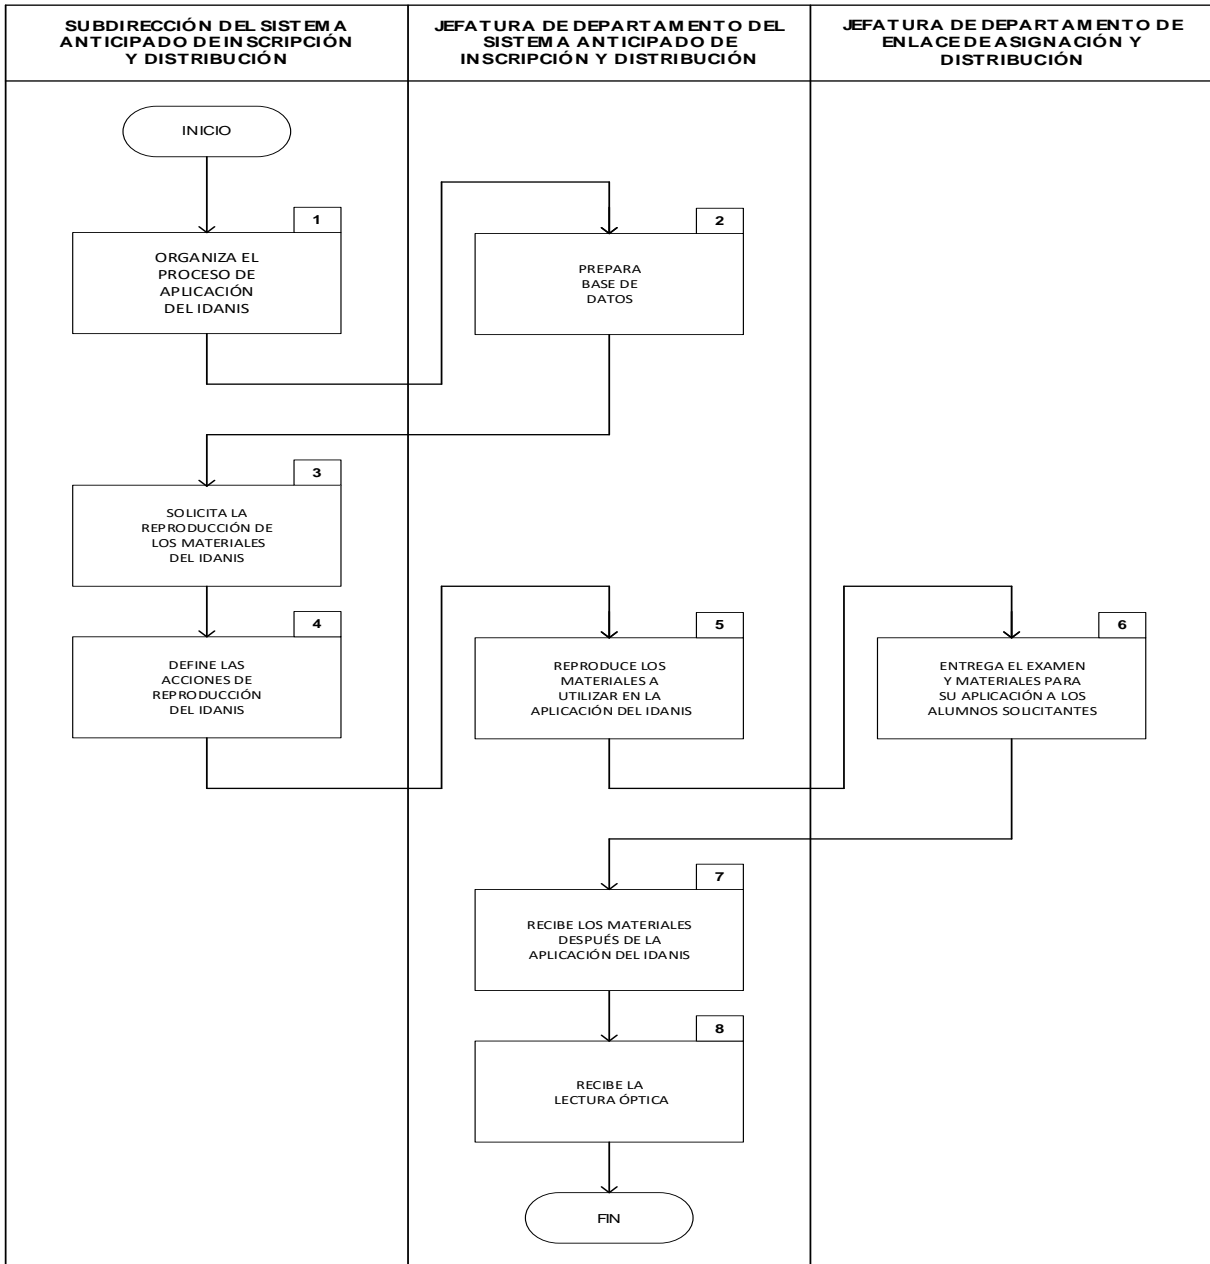 SUBDIRECCIÓN DEL SISTEMA
ANTICIPADO DE INSCRIPCIÓN
Y DISTRIBUCIÓN
JEFATURA DE DEPARTAMENTO DEL
SISTEMA ANTICIPADO DE
INSCRIPCIÓN Y DISTRIBUCIÓN
JEFATURA DE DEPARTAMENTO DE
ENLACE DE ASIGNACIÓN Y
DISTRIBUCIÓN
INICIO
1
ORGANIZA EL
PROCESO DE
APLICACIÓN
DEL IDANIS
2
PREPARA
BASE DE
DATOS
3
SOLICITA LA
REPRODUCCIÓN DE
LOS MATERIALES
DEL IDANIS
4
DEFINE LAS
ACCIONES DE
REPRODUCCIÓN
DEL IDANIS
5
REPRODUCE LOS
MATERIALES A
UTILIZAR EN LA
APLICACIÓN DEL IDANIS
6
ENTREGA EL EXAMEN
Y MATERIALES PARA
SU APLICACIÓN A LOS
ALUMNOS SOLICITANTES
7
RECIBE LOS MATERIALES
DESPUÉS DE LA
APLICACIÓN DEL IDANIS
8
RECIBE LA
LECTURA ÓPTICA
FIN